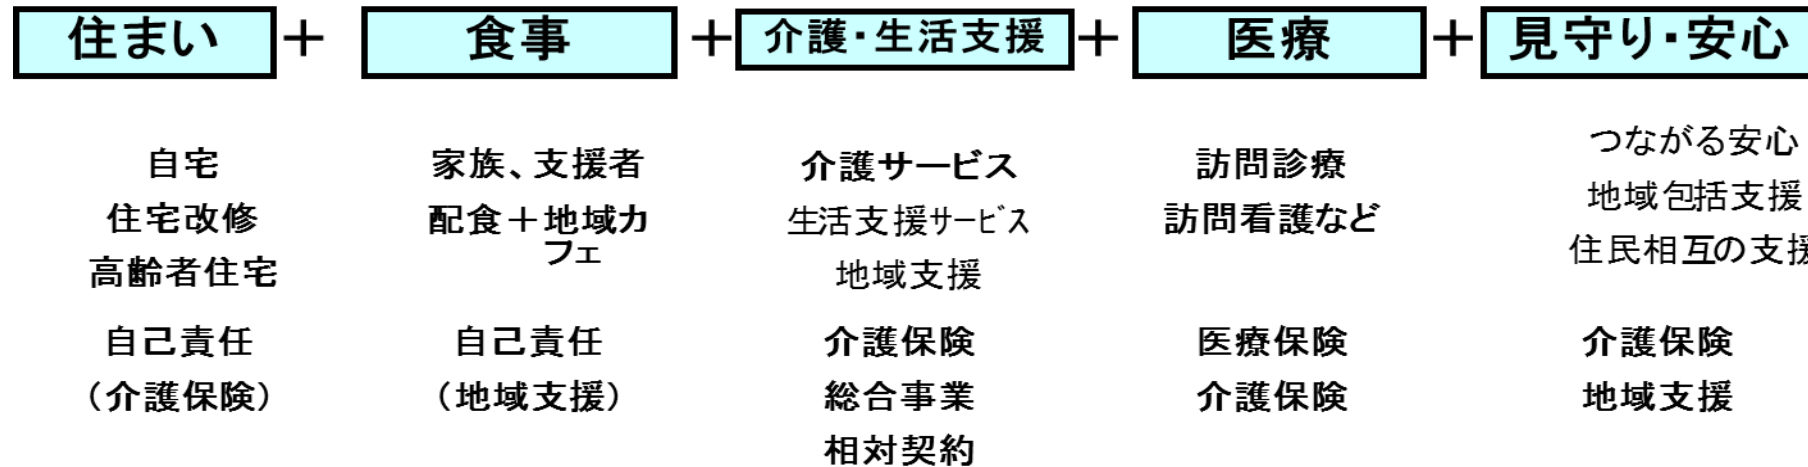 住まい + 食事 + 介護・生活支援 + 医療 + 見守り・安心
自宅
住宅改修
高齢者住宅
自己責任
（介護保険）
家族、支援者
配食＋地域カ
フェ
自己責任
（地域支援）
介護サービス
生活支援サービス
地域支援
介護保険
総合事業
相対契約
訪問診療
訪問看護など
医療保険
介護保険
つながる安心
地域包括支援
住民相互の支援
介護保険
地域支援